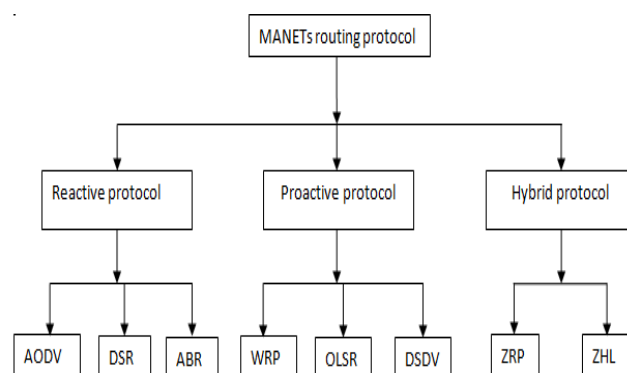 MANETs routing protocol
Reactive protocol
Proactive protocol
Hybrid protocol
AODV
DSR
ABR
WRP
OLSR
DSDV
ZRP
ZHL